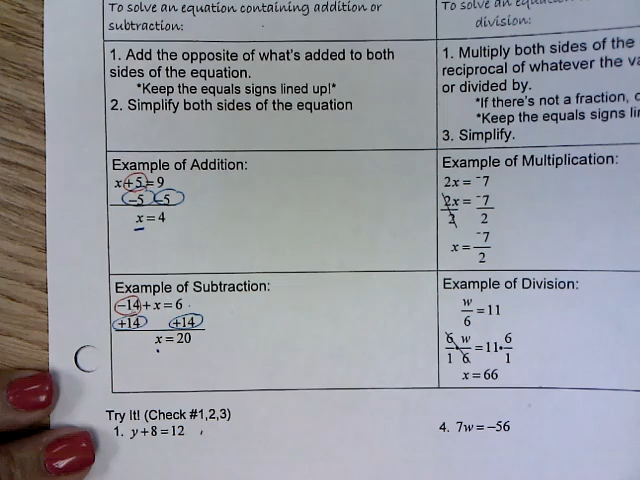 To solve an equation containing addition or
subtraction:
1. Add the opposite of what's added to both
sides of the equation.
*Keep the equals signs lined up!*
2. Simplify both sides of the equation
Example of Addition:
x+5=9
−5 −5
x=4
Example of Subtraction:
−14+x=6
+14 +14
x=20
To solve an
division:
1. Multiply both sides of the
reciprocal of whatever the
or divided by.
*If there's not a fraction,
*Keep the equals signs
3. Simplify.
Example of Multiplication:
2x=⁻7
2x/2=⁻7/2
x=⁻7/2
Example of Division:
w/6=11
6/1·w/6=11·6/1
x=66
Try It! (Check #1,2,3)
1. y+8=12
4. 7w=−56